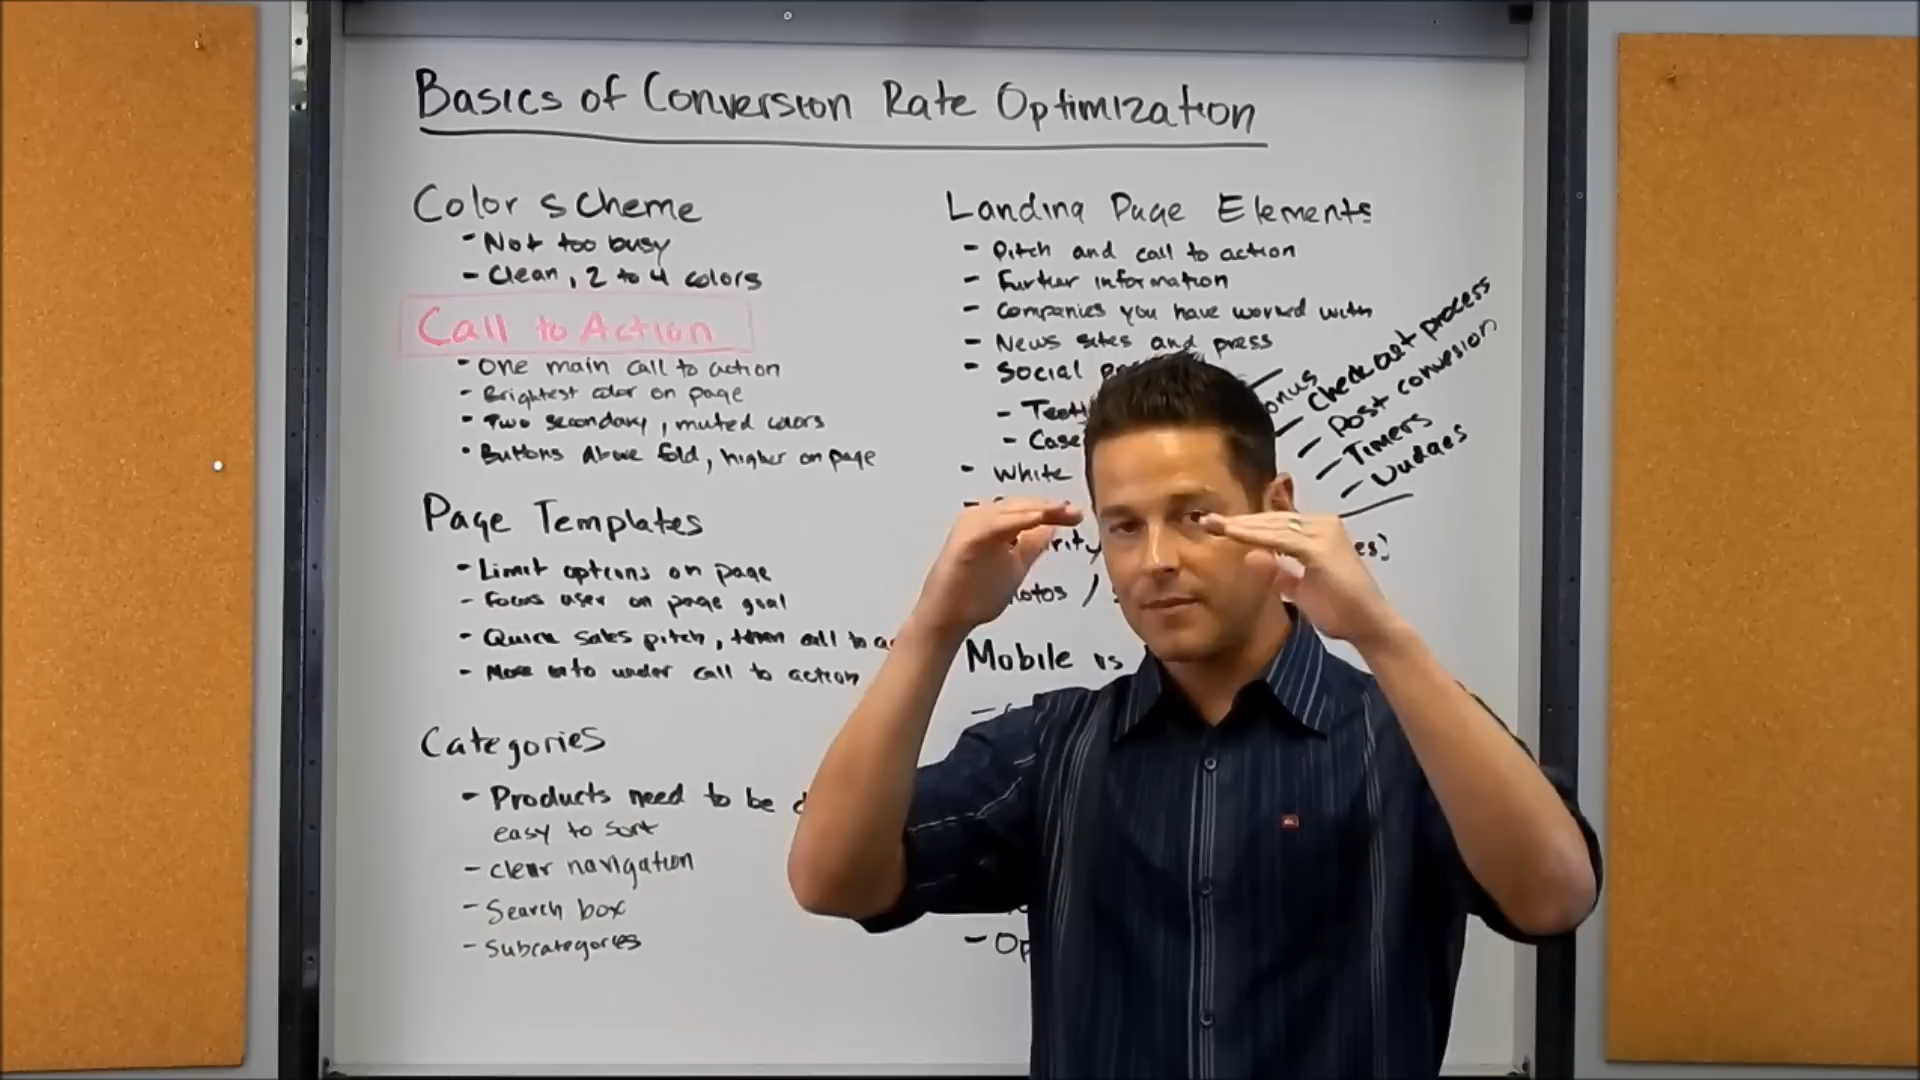 Basics of Conversion Rate Optimization
Color scheme
- Not too busy
- Clean, 2 to 4 colors
Call to Action
- One main call to action
- Brightest color on page
- Two secondary, muted colors
- Buttons Above fold, higher on page
Page Templates
- Limit options on page
- Focus user on page goal
- Quick sales pitch, then call to
- More info under call to action
Categories
- Products need to be
easy to sort
- clear navigation
- Search box
- Subcategories
Landing Page Elements
- Pitch and call to action
- Further information
- Companies you have worked with
- News sites and press
- Social
- Case
- White
Mobile is
- Checkout process
- Post conversion
- Timers
- Nudges